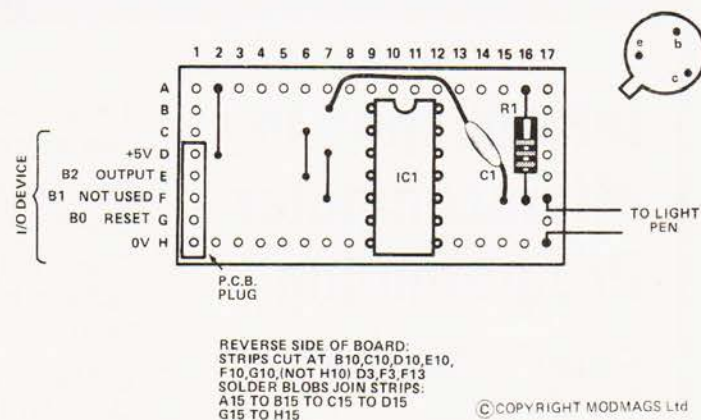 1 2 3 4 5 6 7 8 9 10 11 12 13 14 15 16 17
e b c
A
B
C
+5V D
B2 OUTPUT E
B1 NOT USED F
B0 RESET G
0V H
I/O DEVICE
IC1
C1
R1
TO LIGHT
PEN
P.C.B.
PLUG
REVERSE SIDE OF BOARD:
STRIPS CUT AT B10,C10,D10,E10,
F10,G10,(NOT H10) D3,F3,F13
SOLDER BLOBS JOIN STRIPS:
A15 TO B15 TO C15 TO D15
G15 TO H15
©COPYRIGHT MODMAGS Ltd